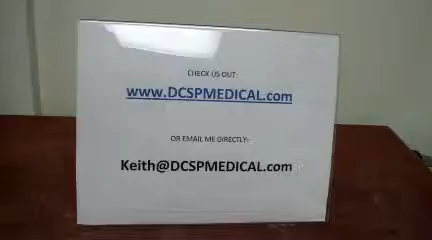 CHECK US OUT:
www.DCSPMEDICAL.com
OR EMAIL ME DIRECTLY:
Keith@DCSPMEDICAL.com